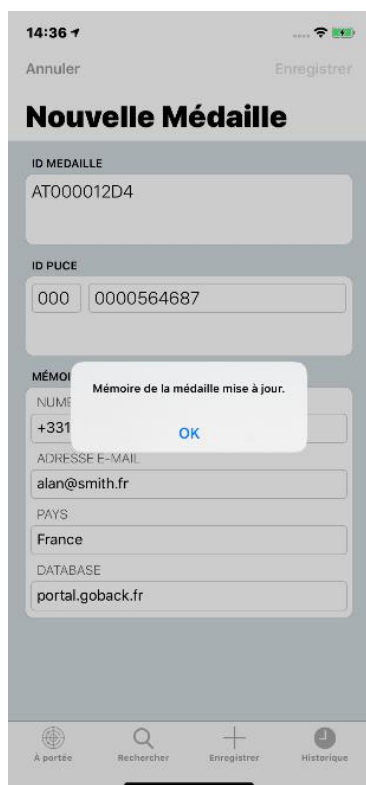 14:36
Annuler Enregistrer
Nouvelle Médaille
ID MEDAILLE
AT000012D4
ID PUCE
000 0000564687
Mémoire de la médaille mise à jour.
OK
+331
ADRESSE E-MAIL
alan@smith.fr
PAYS
France
DATABASE
portal.goback.fr
À portée Rechercher Enregistrer Historique